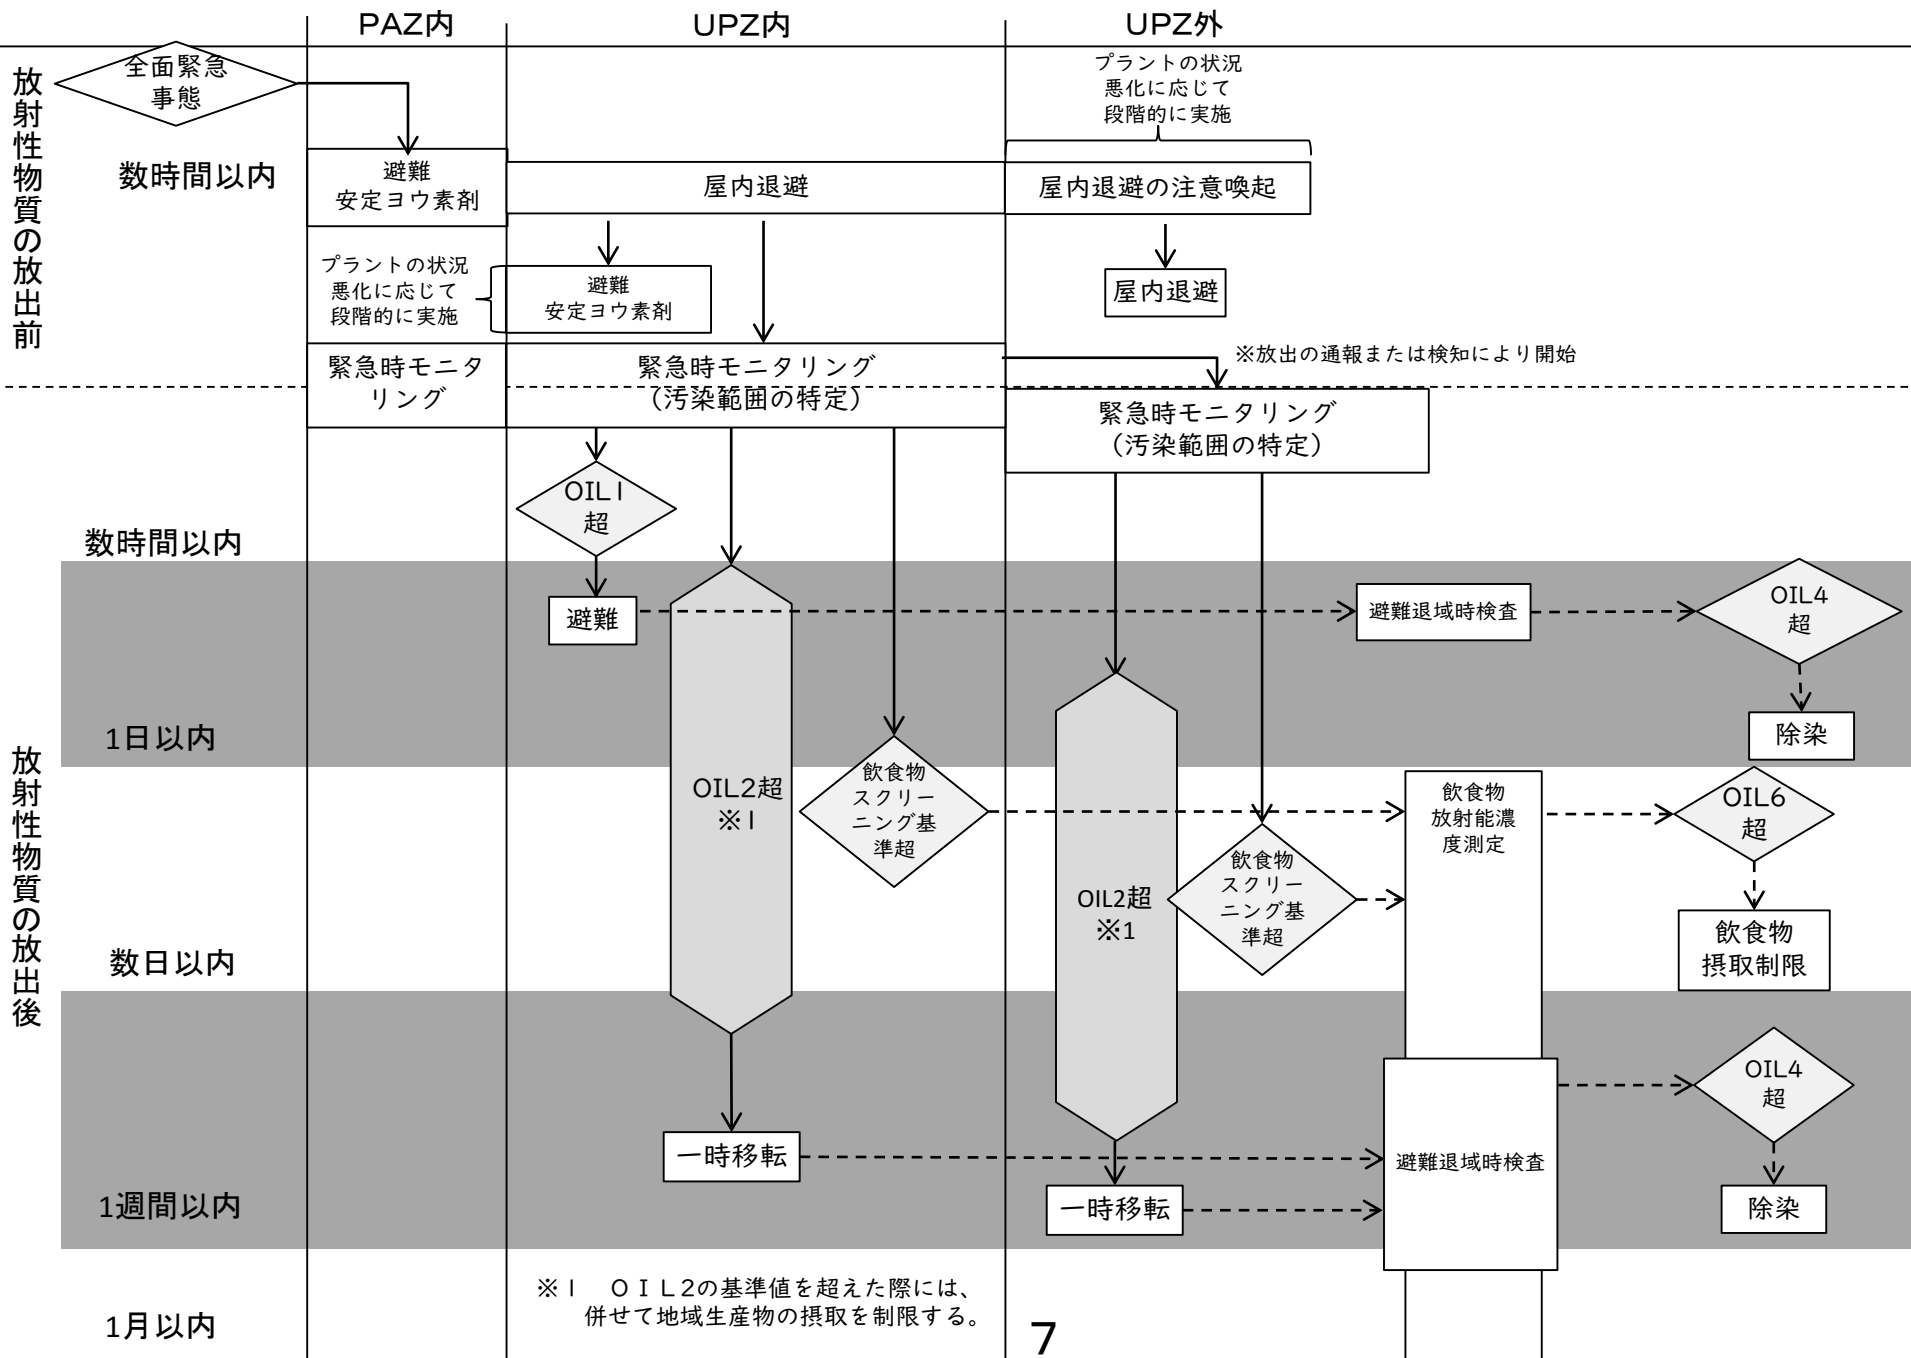 PAZ内
UPZ内
UPZ外
放射性物質の放出前
全面緊急
事態
プラントの状況
悪化に応じて
段階的に実施
数時間以内
避難
安定ヨウ素剤
屋内退避
屋内退避の注意喚起
プラントの状況
悪化に応じて
段階的に実施
避難
安定ヨウ素剤
屋内退避
緊急時モニタ
リング
緊急時モニタリング
（汚染範囲の特定）
※放出の通報または検知により開始
緊急時モニタリング
（汚染範囲の特定）
放射性物質の放出後
数時間以内
OIL1
超
避難
避難退域時検査
OIL4
超
除染
1日以内
OIL2超
※1
飲食物
スクリー
ニング基
準超
飲食物
放射能濃
度測定
OIL6
超
OIL2超
※1
飲食物
スクリー
ニング基
準超
飲食物
摂取制限
数日以内
OIL4
超
一時移転
避難退域時検査
一時移転
除染
1週間以内
※1　ＯＩＬ2の基準値を超えた際には、
併せて地域生産物の摂取を制限する。
1月以内
7